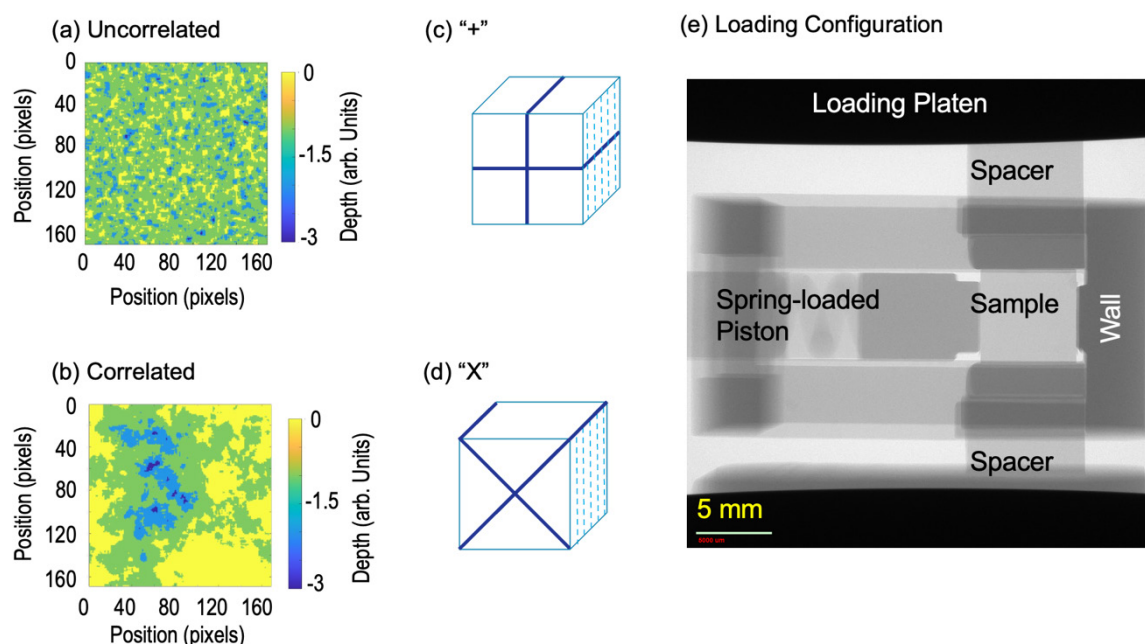 (a) Uncorrelated
0
40
80
120
160
Position (pixels)
0 40 80 120 160
Position (pixels)
0
-1.5
-3
Depth (arb. Units)
(b) Correlated
0
40
80
120
160
Position (pixels)
0 40 80 120 160
Position (pixels)
0
-1.5
-3
Depth (arb. Units)
(c) “+”
(d) “X”
(e) Loading Configuration
Loading Platen
Spacer
Spring-loaded
Piston
Sample
Wall
Spacer
5 mm
5000 um